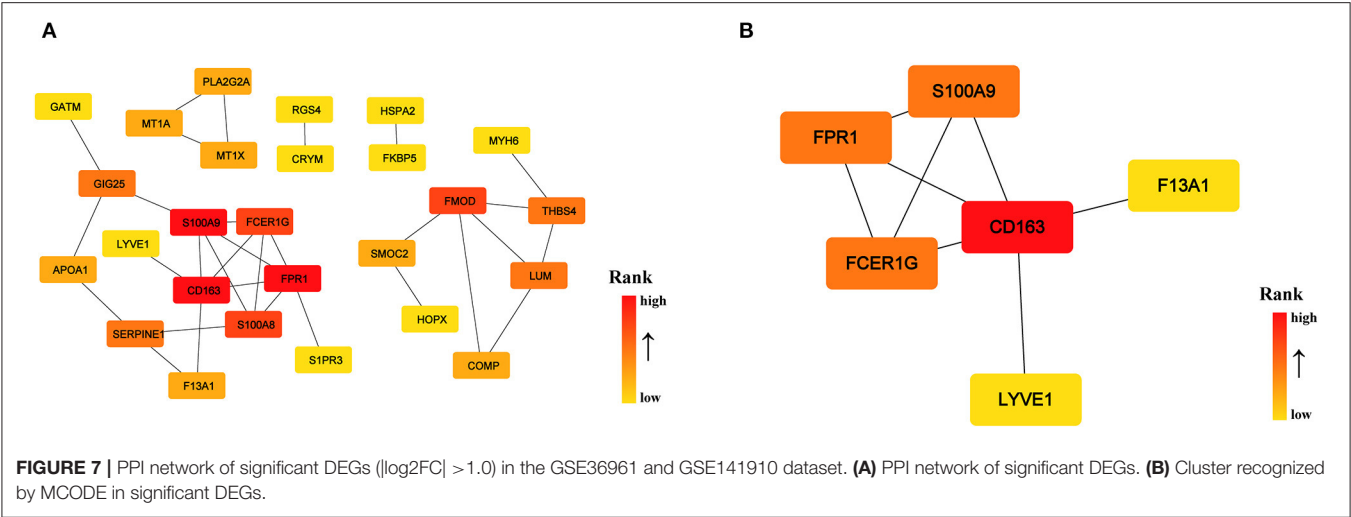 A
PLA2G2A
GATM
MT1A
MT1X
RGS4
CRYM
HSPA2
FKBP5
MYH6
GIG25
S100A9
FCER1G
LYVE1
FMOD
THBS4
SMOC2
APOA1
CD163
FPR1
LUM
HOPX
SERPINE1
S100A8
S1PR3
F13A1
COMP
Rank
high
low
B
S100A9
FPR1
F13A1
CD163
FCER1G
LYVE1
Rank
high
low
FIGURE 7 | PPI network of significant DEGs (|log2FC| >1.0) in the GSE36961 and GSE141910 dataset. (A) PPI network of significant DEGs. (B) Cluster recognized
by MCODE in significant DEGs.